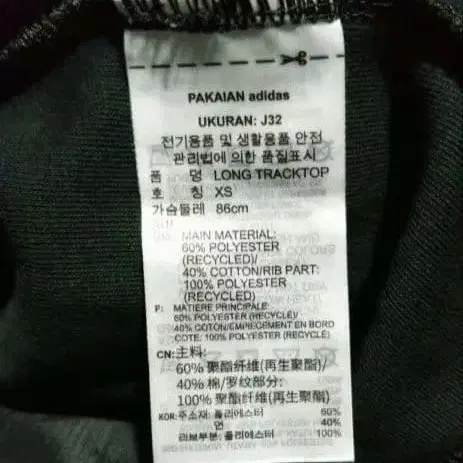 PAKAIAN adidas
UKURAN: J32
전기용품 및 생활용품 안전
관리법에 의한 품질표시
품 명 LONG TRACKTOP
호 칭 XS
가슴둘레 86cm
MAIN MATERIAL:
60% POLYESTER
(RECYCLED)/
40% COTTON/RIB PART:
100% POLYESTER
(RECYCLED)
F: MATIERE PRINCIPALE:
60% POLYESTER (RECYCLE)/
40% COTON/EMPIECEMENT EN BORD
COTE: 100% POLYESTER (RECYCLE)
CN: 主料:
60% 聚酯纤维(再生聚酯)/
40% 棉/罗纹部分:
100% 聚酯纤维(再生聚酯)
KOR: 주소재: 폴리에스터 60%
면 40%
리브부분: 폴리에스터 100%